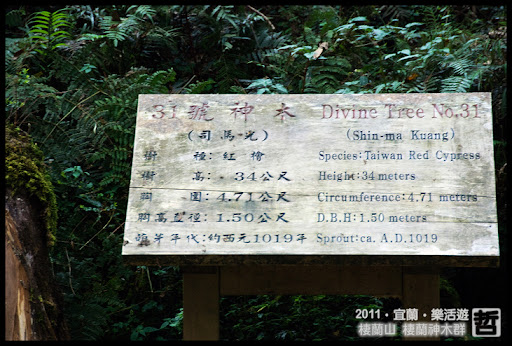 31 號神木 Divine Tree No.31
(司馬光) (Shin-ma Kuang)
樹種:紅檜 Species:Taiwan Red Cypress
樹高:34公尺 Height:34 meters
胸圍:4.71公尺 Circumference:4.71 meters
胸高直徑:1.50公尺 D.B.H:1.50 meters
萌芽年代:約西元1019年 Sprout:ca. A.D.1019
2011‧宜蘭‧樂活遊
棲蘭山 棲蘭神木群 哲